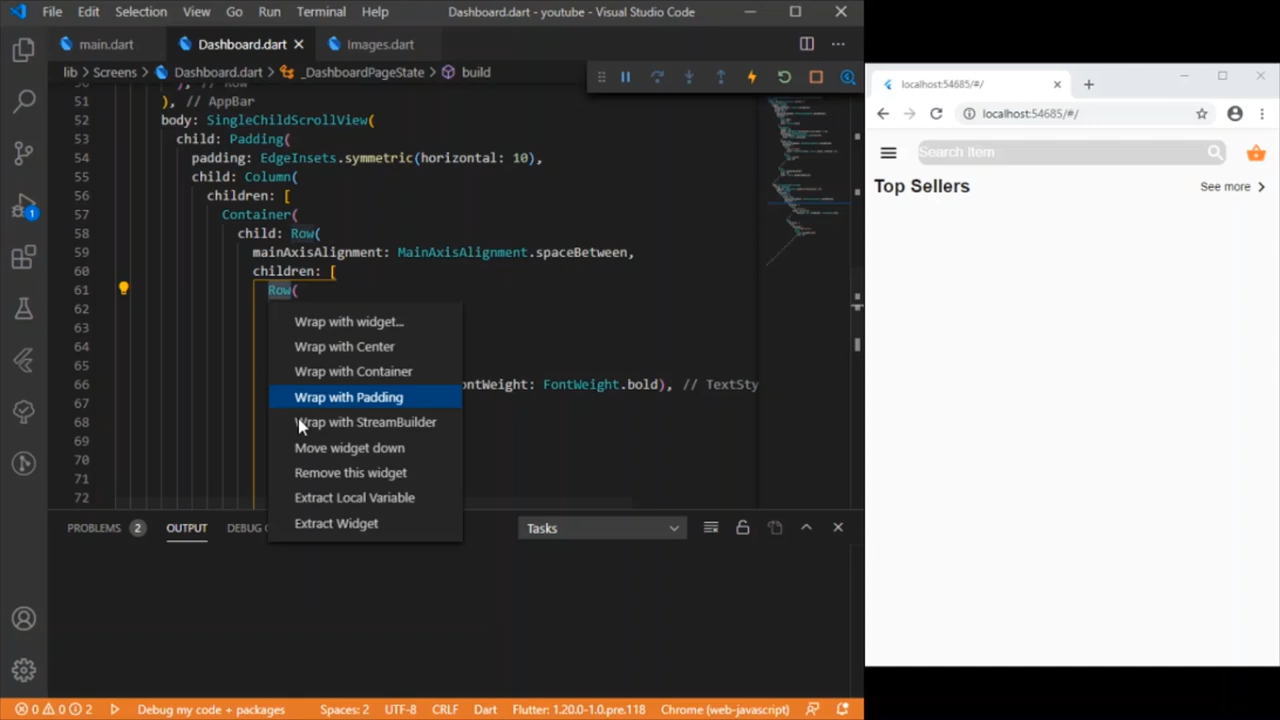 File Edit Selection View Go Run Terminal Help Dashboard.dart - youtube - Visual Studio Code
main.dart Dashboard.dart Images.dart
lib > Screens > Dashboard.dart > _DashboardPageState > build
51 ), // AppBar
52 body: SingleChildScrollView(
53 child: Padding(
54 padding: EdgeInsets.symmetric(horizontal: 10),
55 child: Column(
56 children: [
57 Container(
58 child: Row(
59 mainAxisAlignment: MainAxisAlignment.spaceBetween,
60 children: [
61 Row(
62
63
64
65
66 ontWeight: FontWeight.bold), // TextSty
67
68
69
70
71
72
Wrap with widget...
Wrap with Center
Wrap with Container
Wrap with Padding
Wrap with StreamBuilder
Move widget down
Remove this widget
Extract Local Variable
Extract Widget
PROBLEMS 2 OUTPUT DEBUG Tasks
0 0 2 Debug my code + packages Spaces: 2 UTF-8 CRLF Dart Flutter: 1.20.0-1.0.pre.118 Chrome (web-javascript)
1
localhost:54685/#/
localhost:54685/#/
Search Item
Top Sellers See more